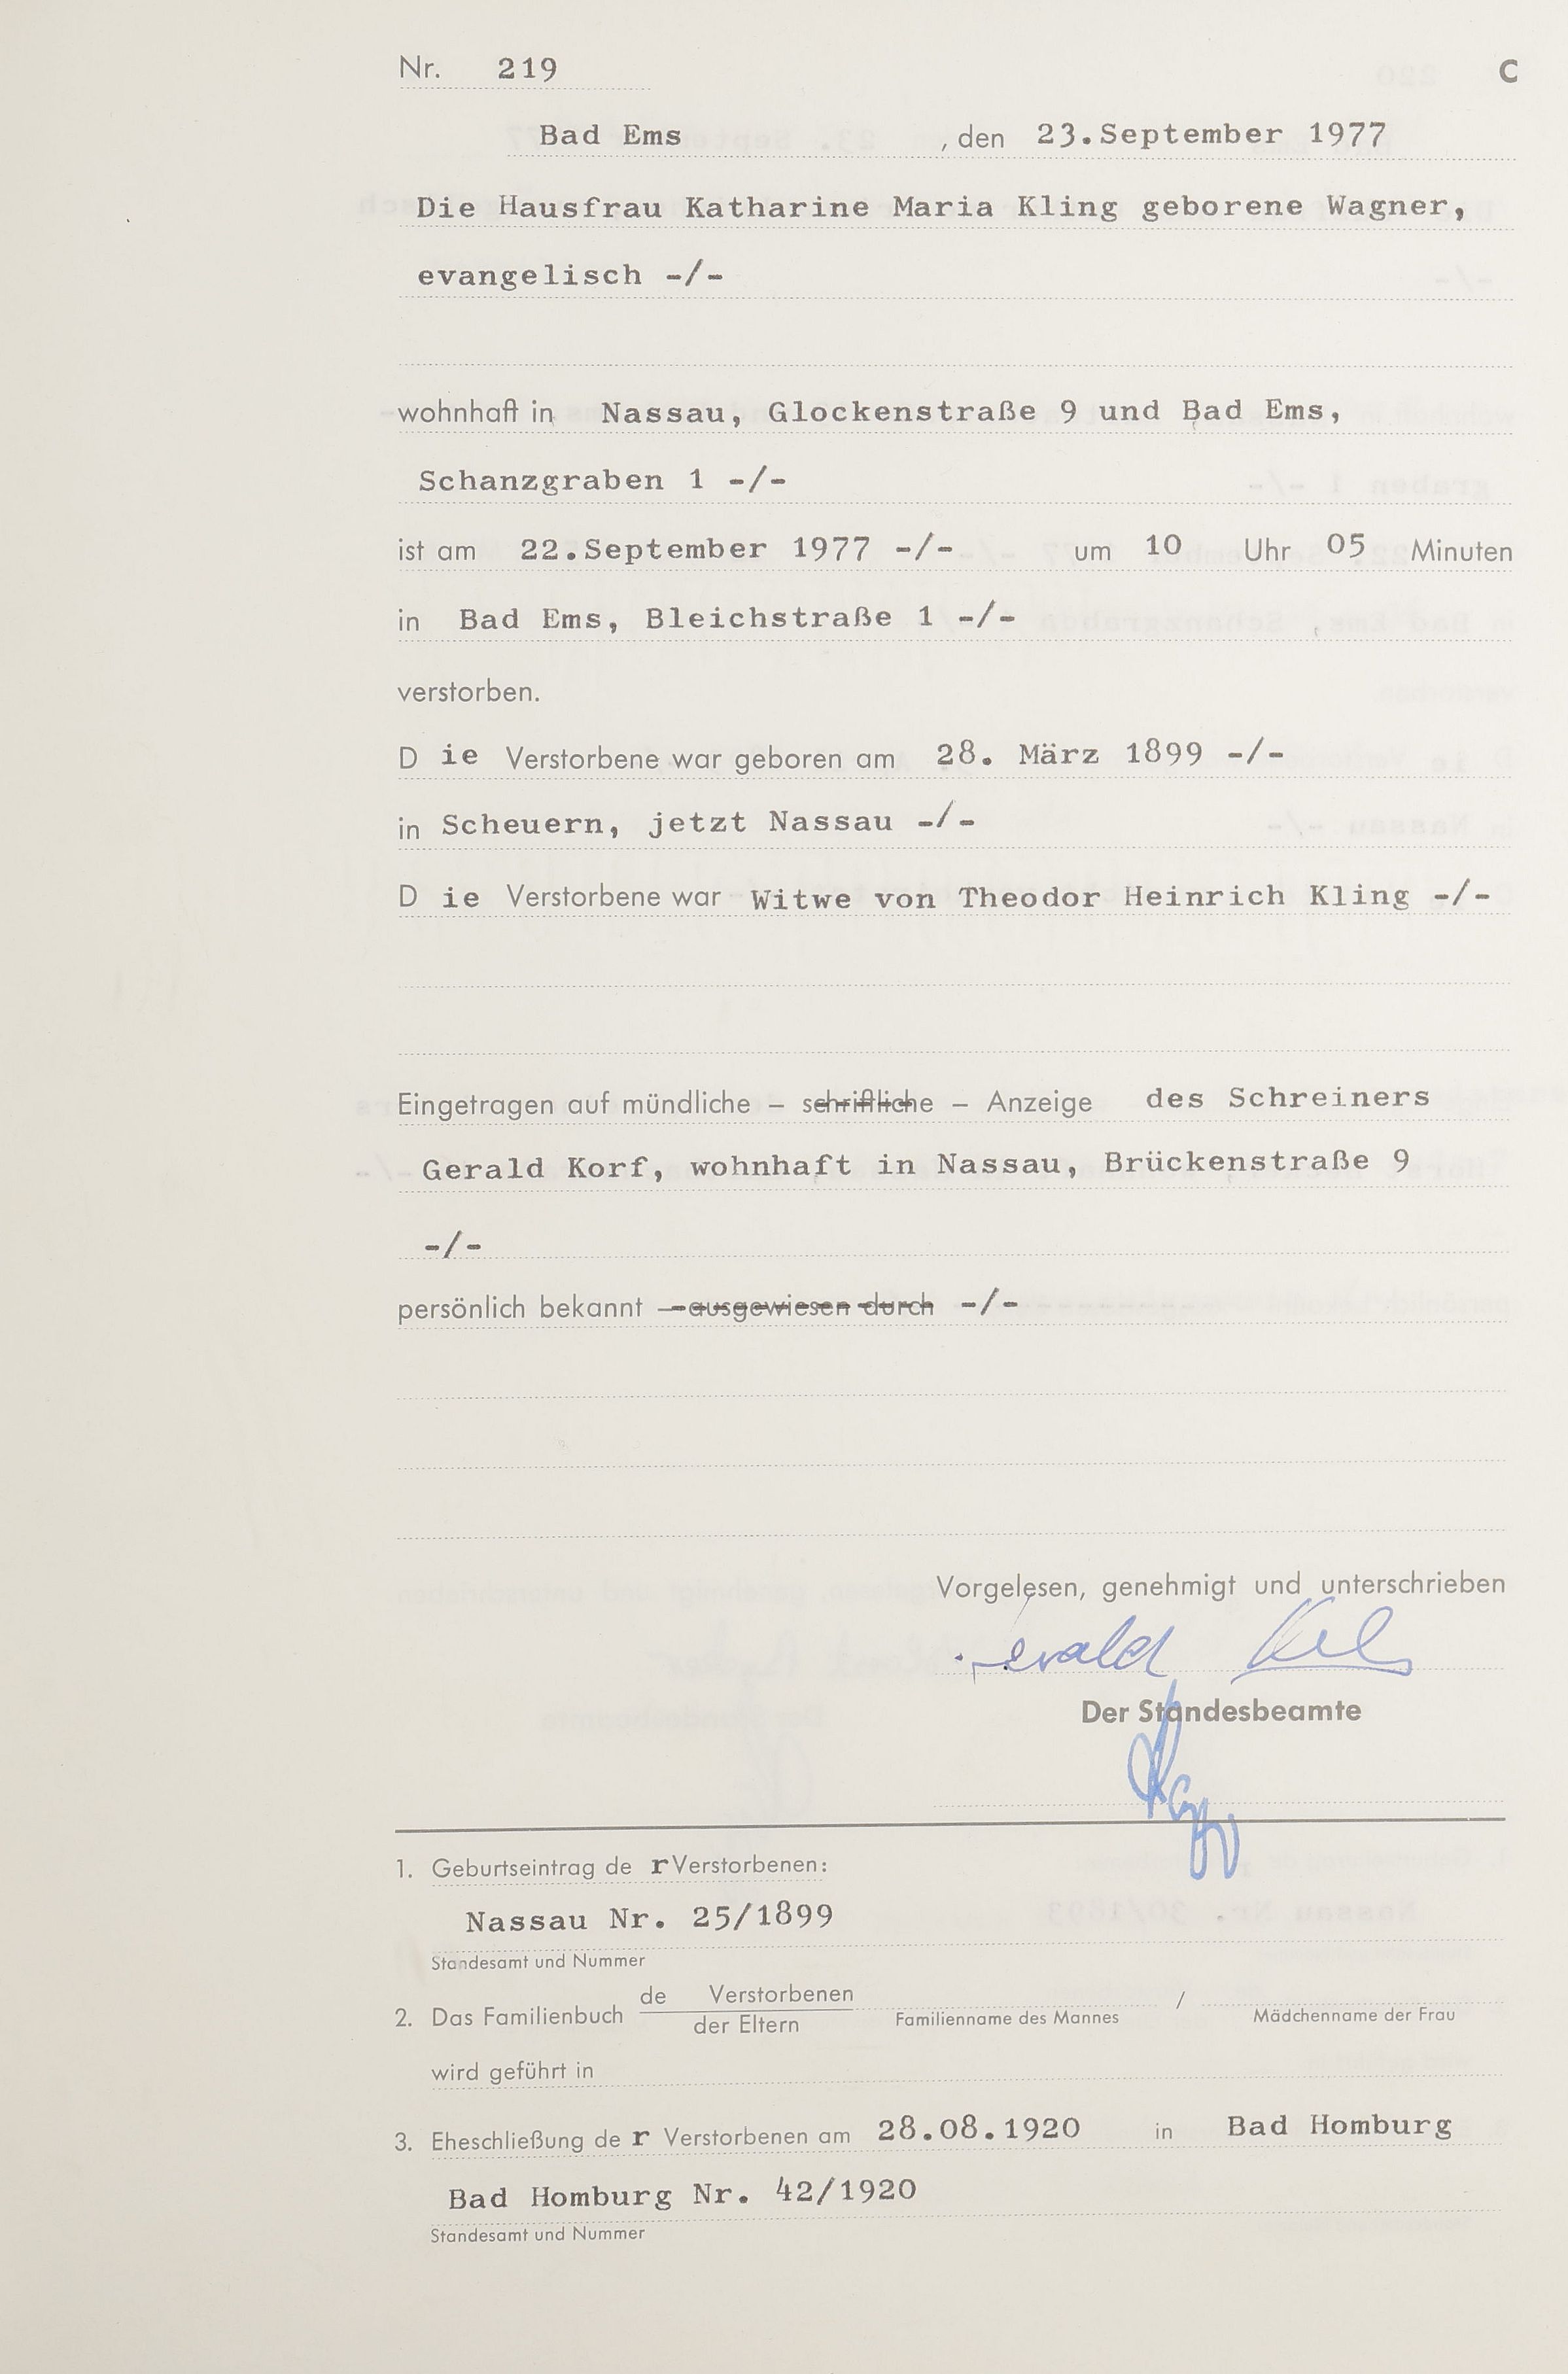 Nr. 219 C
Bad Ems , den 23.September 1977
Die Hausfrau Katharine Maria Kling geborene Wagner,
evangelisch -/-
wohnhaft in Nassau, Glockenstraße 9 und Bad Ems,
Schanzgraben 1 -/-
ist am 22.September 1977 -/- um 10 Uhr 05 Minuten
in Bad Ems, Bleichstraße 1 -/-
verstorben.
D ie Verstorbene war geboren am 28. März 1899 -/-
in Scheuern, jetzt Nassau -/-
D ie Verstorbene war Witwe von Theodor Heinrich Kling -/-
Eingetragen auf mündliche – schriftliche – Anzeige des Schreiners
Gerald Korf, wohnhaft in Nassau, Brückenstraße 9
-/-
persönlich bekannt – ausgewiesen durch -/-
Vorgelesen, genehmigt und unterschrieben
Der Standesbeamte
1. Geburtseintrag de r Verstorbenen:
Nassau Nr. 25/1899
Standesamt und Nummer
de Verstorbenen
2. Das Familienbuch der Eltern Familienname des Mannes / Mädchenname der Frau
wird geführt in
3. Eheschließung de r Verstorbenen am 28.08.1920 in Bad Homburg
Bad Homburg Nr. 42/1920
Standesamt und Nummer